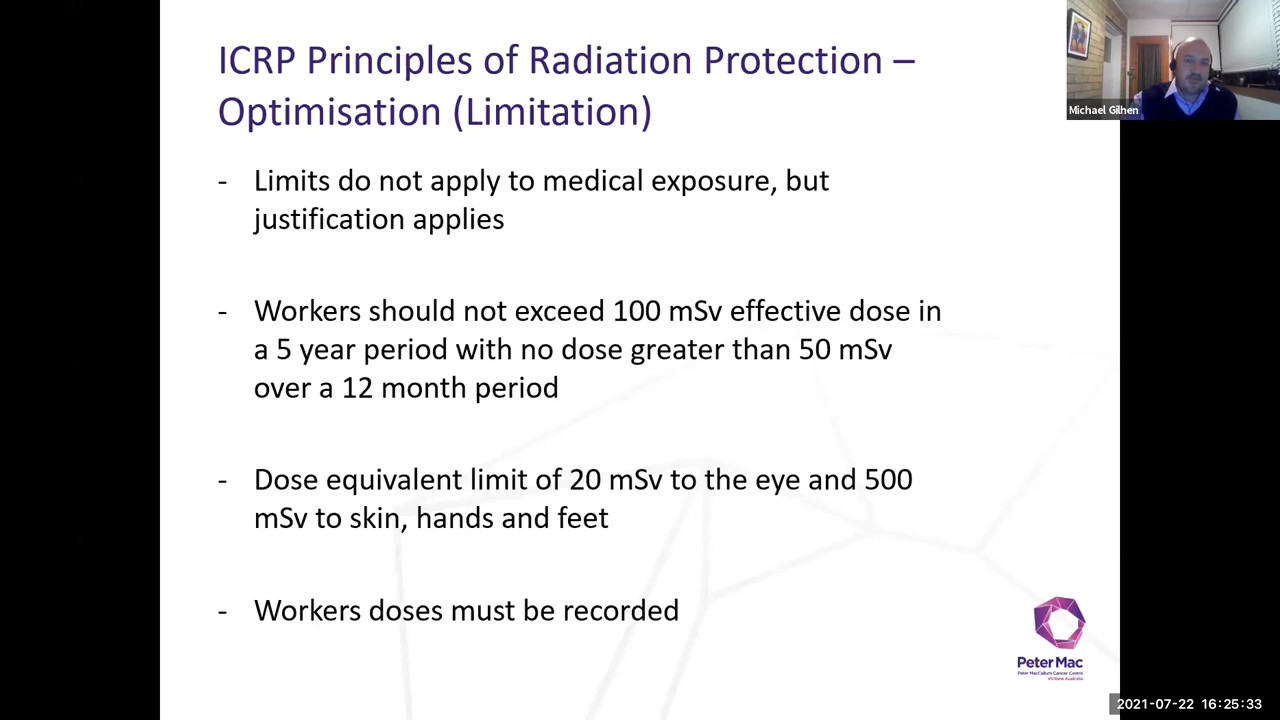 ICRP Principles of Radiation Protection –
Optimisation (Limitation)
Michael Gilhen
- Limits do not apply to medical exposure, but
justification applies
- Workers should not exceed 100 mSv effective dose in
a 5 year period with no dose greater than 50 mSv
over a 12 month period
- Dose equivalent limit of 20 mSv to the eye and 500
mSv to skin, hands and feet
- Workers doses must be recorded
Peter Mac
Peter MacCallum Cancer Centre
Victoria Australia
2021-07-22 16:25:33